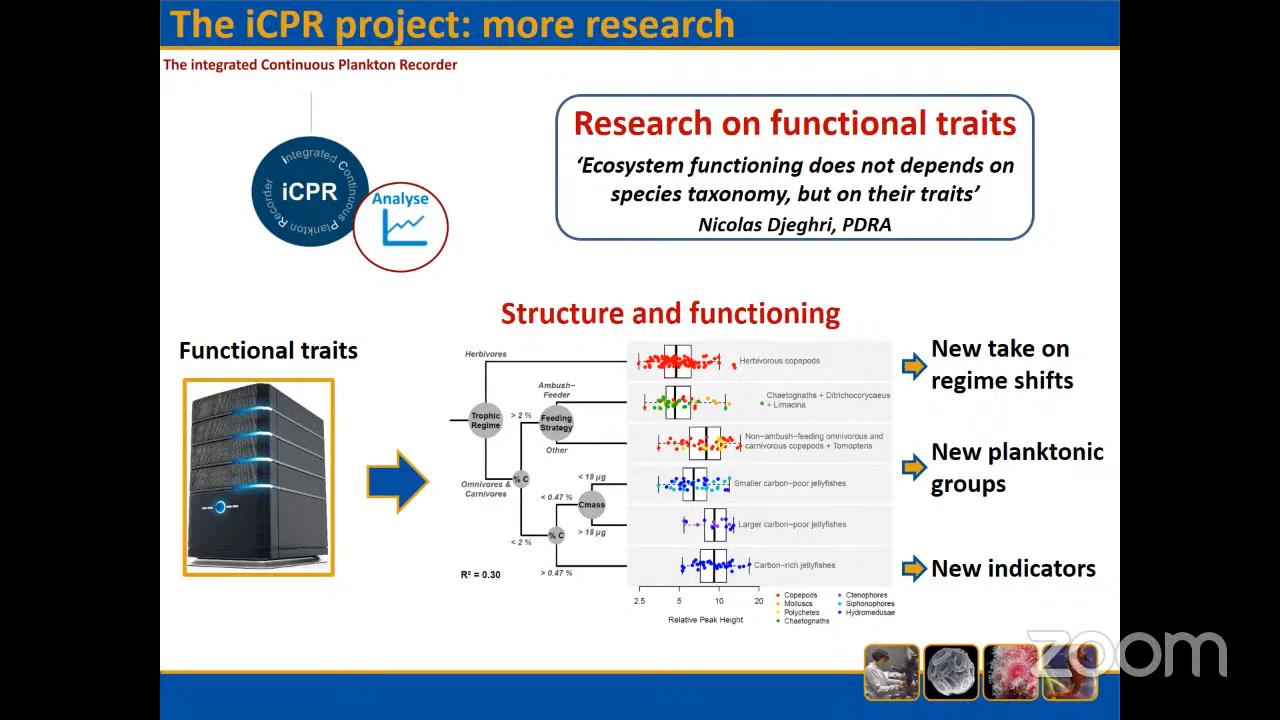 The iCPR project: more research
The integrated Continuous Plankton Recorder
integrated Continuous Plankton Recorder
iCPR
Analyse
Research on functional traits
‘Ecosystem functioning does not depends on
species taxonomy, but on their traits’
Nicolas Djeghri, PDRA
Structure and functioning
Functional traits
Herbivores
Trophic
Regime
Omnivores &
Carnivores
> 2 %
% C
< 2 %
Ambush−
Feeder
Feeding
Strategy
Other
< 0.47 %
% C
> 0.47 %
< 18 µg
Cmass
> 18 µg
R² = 0.30
Herbivorous copepods
Chaetognaths + Ditrichocorycaeus
+ Limacina
Non−ambush−feeding omnivorous and
carnivorous copepods + Tomopteris
Smaller carbon−poor jellyfishes
Larger carbon−poor jellyfishes
Carbon−rich jellyfishes
2.5 5 10 20
Relative Peak Height
Copepods
Molluscs
Polychetes
Chaetognaths
Ctenophores
Siphonophores
Hydromedusae
New take on
regime shifts
New planktonic
groups
New indicators
zoom